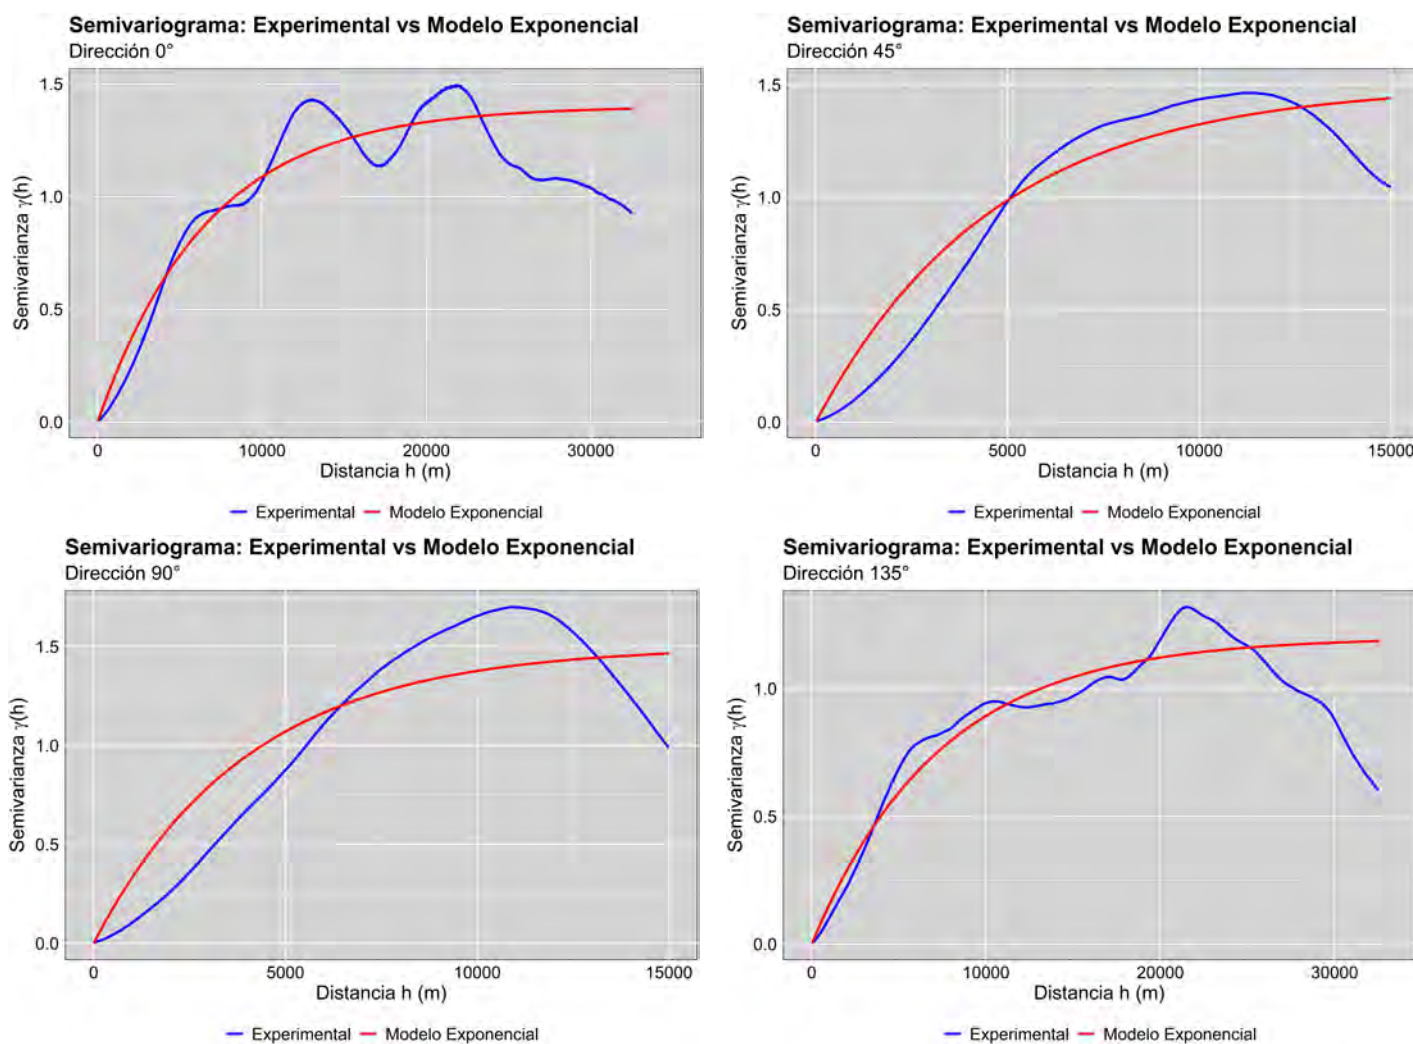 Semivariograma: Experimental vs Modelo Exponencial
Dirección 0°
Semivarianza γ(h)
1.5
1.0
0.5
0.0
0 10000 20000 30000
Distancia h (m)
Experimental Modelo Exponencial
Semivariograma: Experimental vs Modelo Exponencial
Dirección 45°
Semivarianza γ(h)
1.5
1.0
0.5
0.0
0 5000 10000 15000
Distancia h (m)
Experimental Modelo Exponencial
Semivariograma: Experimental vs Modelo Exponencial
Dirección 90°
Semivarianza γ(h)
1.5
1.0
0.5
0.0
0 5000 10000 15000
Distancia h (m)
Experimental Modelo Exponencial
Semivariograma: Experimental vs Modelo Exponencial
Dirección 135°
Semivarianza γ(h)
1.0
0.5
0.0
0 10000 20000 30000
Distancia h (m)
Experimental Modelo Exponencial